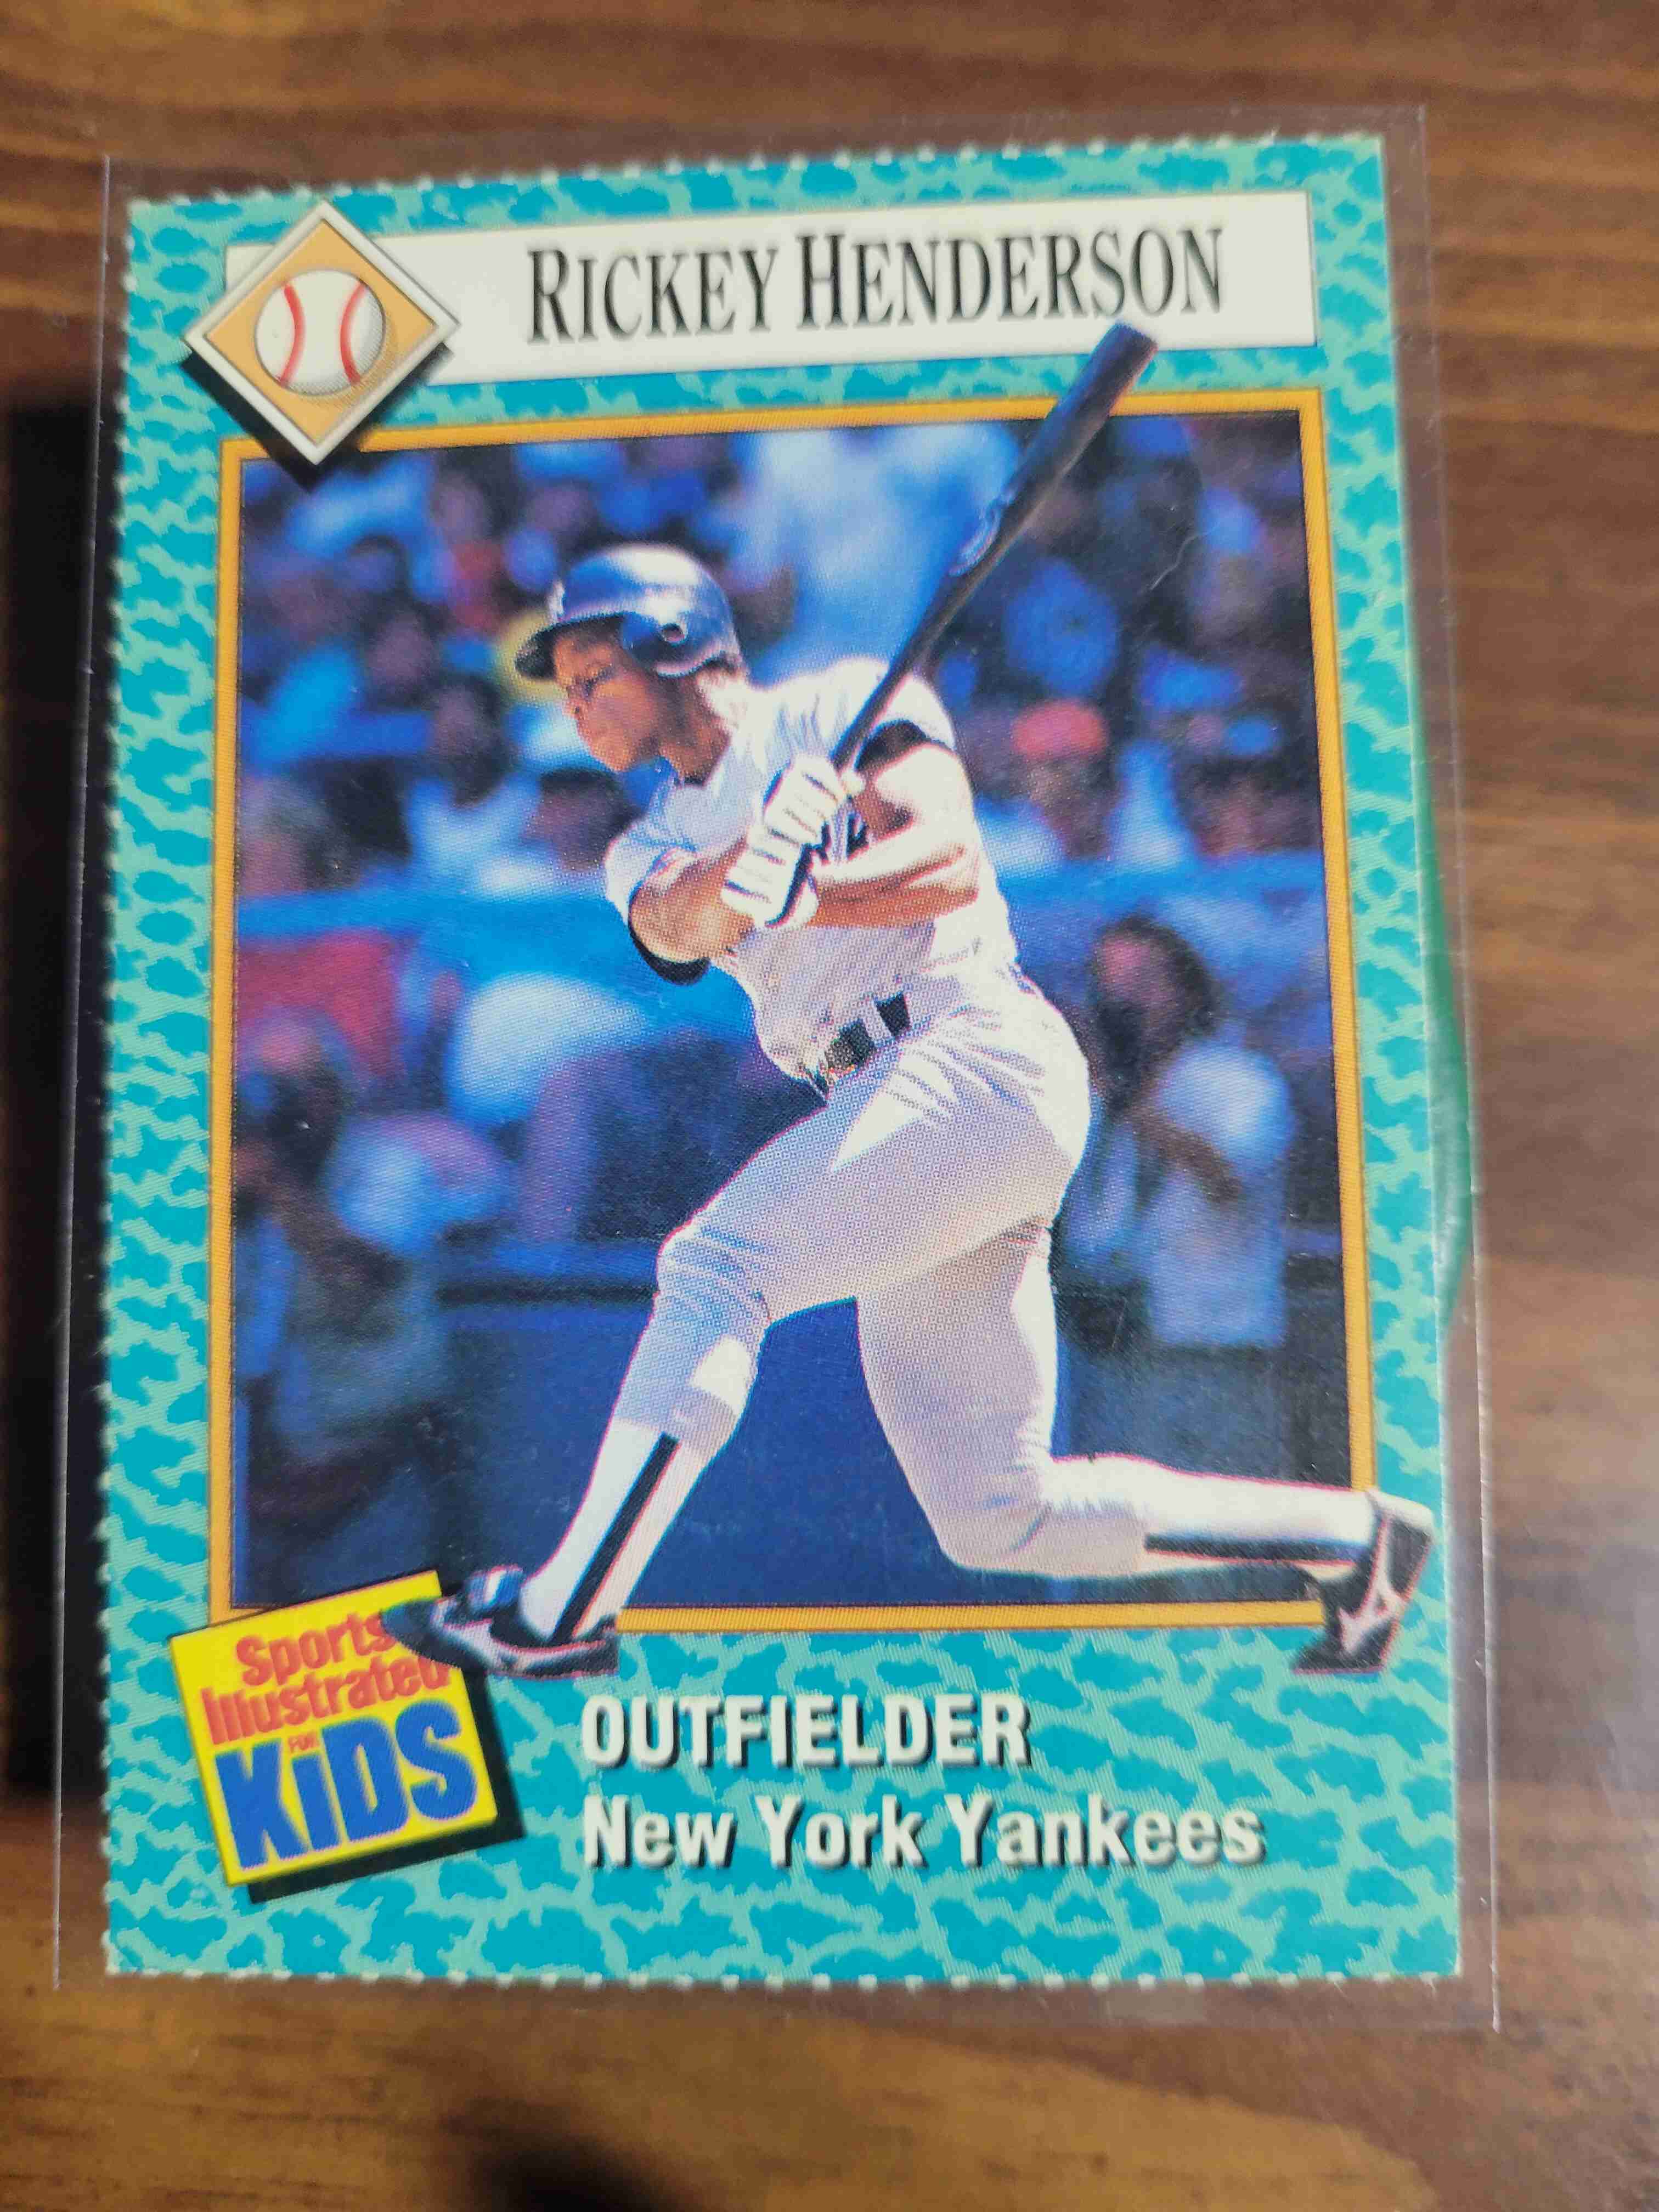 RICKEY HENDERSON
Sports
Illustrated
FOR
KiDS
OUTFIELDER
New York Yankees